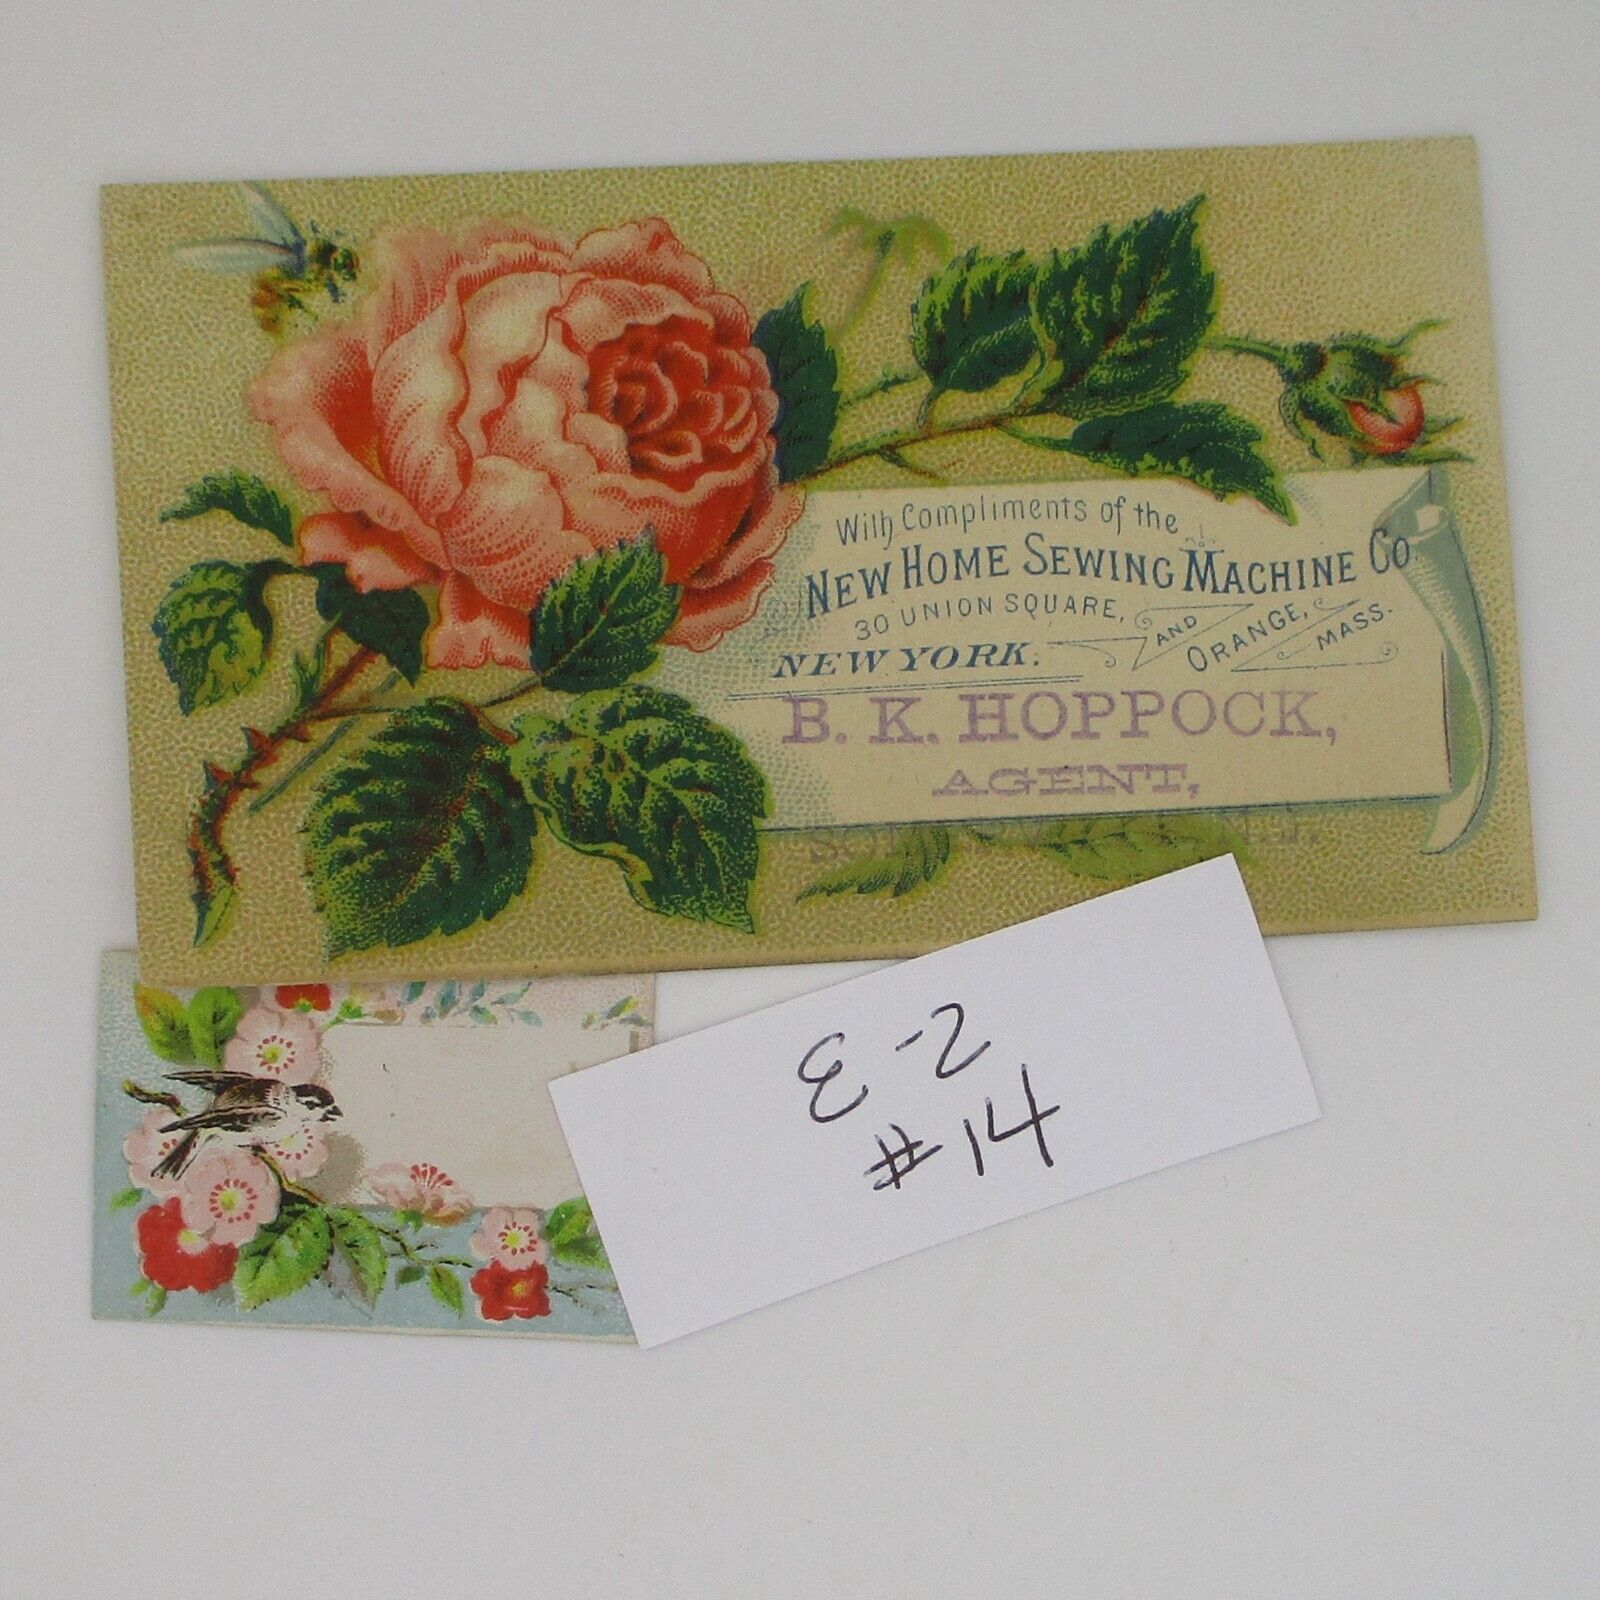 With Compliments of the
NEW HOME SEWING MACHINE CO
30 UNION SQUARE,
NEW YORK. AND ORANGE, MASS.
B. K. HOPPOCK,
AGENT,
N. J.
E-2
#14